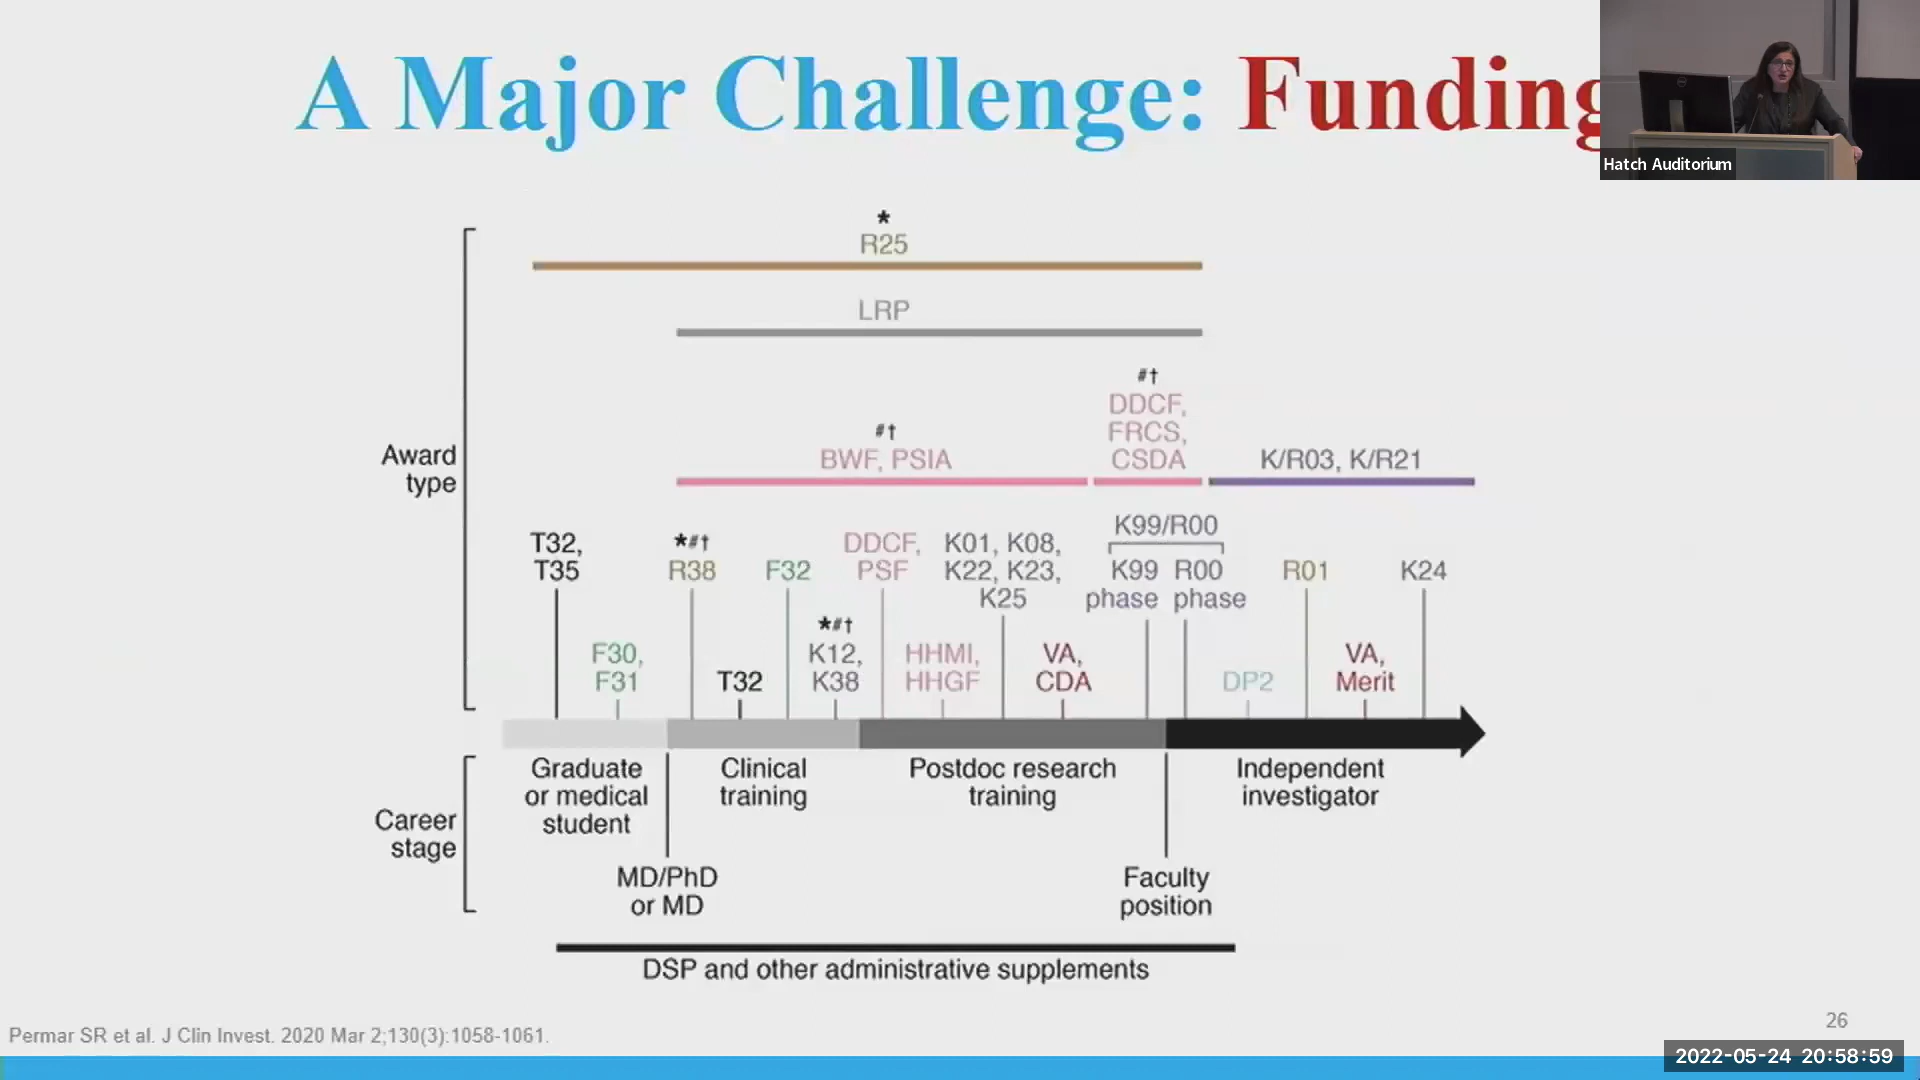 A Major Challenge: Funding
Hatch Auditorium
*
R25
LRP
#†
DDCF,
FRCS,
CSDA
#†
BWF, PSIA
K/R03, K/R21
Award
type
K99/R00
T32,
T35
*#†
R38
F32
DDCF,
PSF
K01, K08,
K22, K23,
K25
K99
phase
R00
phase
R01
K24
F30,
F31
T32
*#†
K12,
K38
HHMI,
HHGF
VA,
CDA
DP2
VA,
Merit
Career
stage
Graduate
or medical
student
Clinical
training
Postdoc research
training
Independent
investigator
MD/PhD
or MD
Faculty
position
DSP and other administrative supplements
Permar SR et al. J Clin Invest. 2020 Mar 2;130(3):1058-1061.
26
2022-05-24 20:58:59